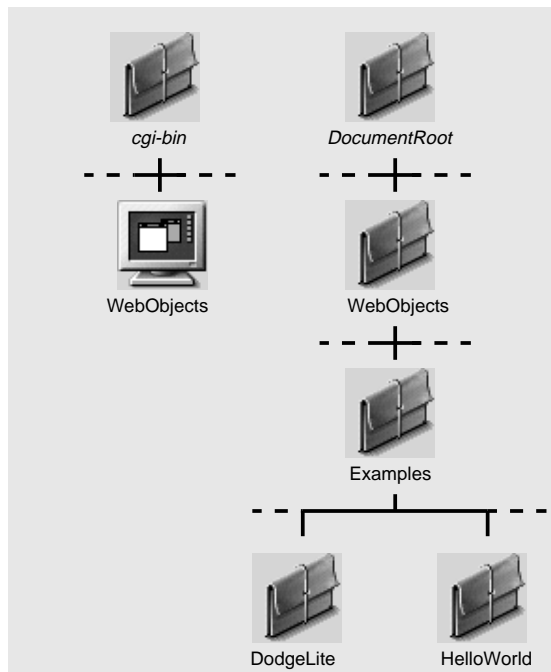 cgi-bin
DocumentRoot
WebObjects
WebObjects
Examples
DodgeLite
HelloWorld